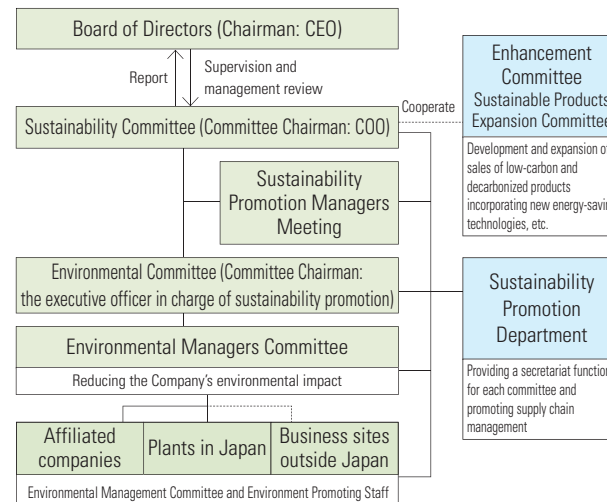 Board of Directors (Chairman: CEO)
Report
Supervision and
management review
Sustainability Committee (Committee Chairman: COO)
Cooperate
Enhancement
Committee
Sustainable Products
Expansion Committee
Development and expansion of
sales of low-carbon and
decarbonized products
incorporating new energy-saving
technologies, etc.
Sustainability
Promotion Managers
Meeting
Environmental Committee (Committee Chairman:
the executive officer in charge of sustainability promotion)
Sustainability
Promotion
Department
Providing a secretariat function
for each committee and
promoting supply chain
management
Environmental Managers Committee
Reducing the Company's environmental impact
Affiliated
companies
Plants in Japan
Business sites
outside Japan
Environmental Management Committee and Environment Promoting Staff